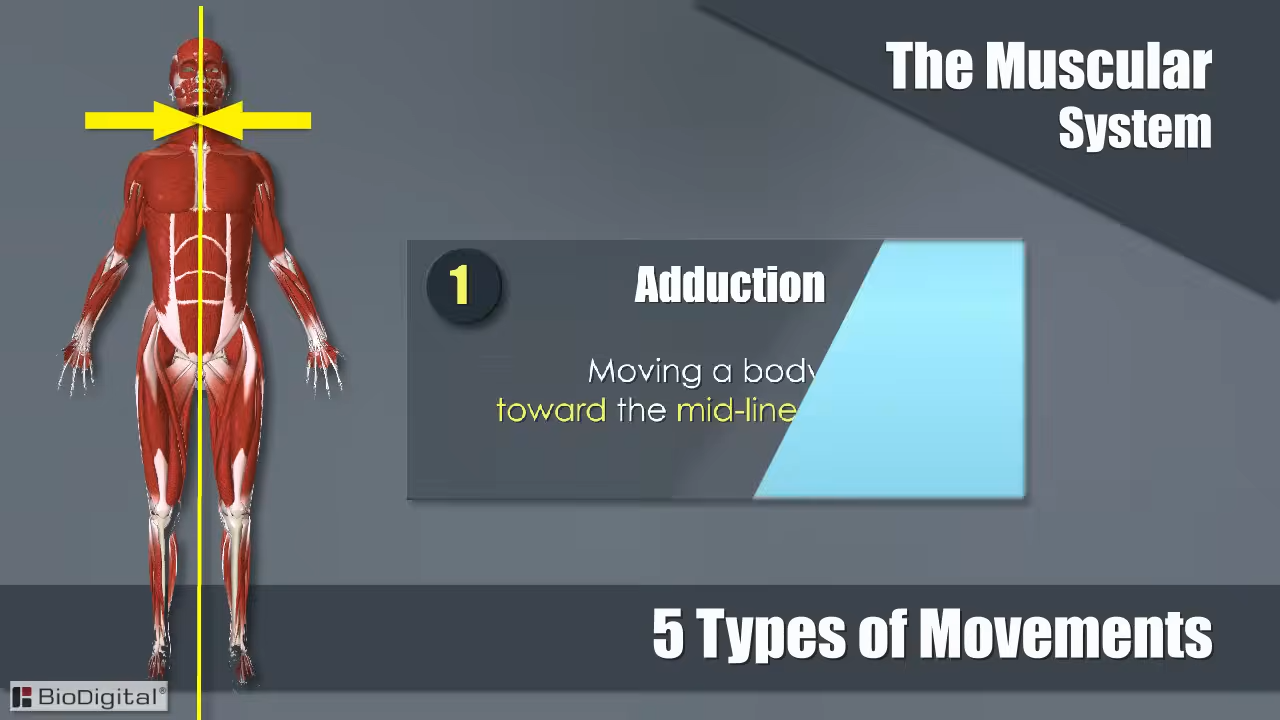 The Muscular
System
1
Adduction
Moving a body
toward the mid-line
5 Types of Movements
BioDigital®